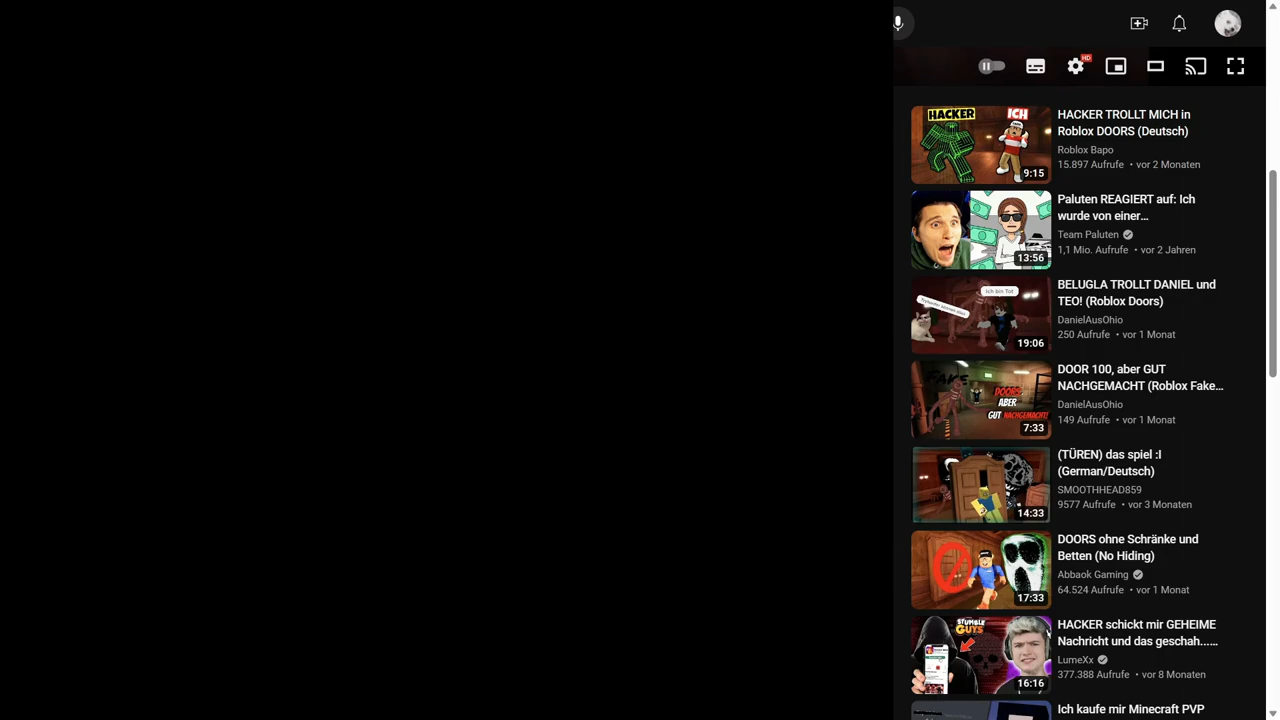 HD
HACKER
ICH
9:15
HACKER TROLLT MICH in
Roblox DOORS (Deutsch)
Roblox Bapo
15.897 Aufrufe • vor 2 Monaten
13:56
Paluten REAGIERT auf: Ich
wurde von einer…
Team Paluten
1,1 Mio. Aufrufe • vor 2 Jahren
Ich bin Tot
19:06
BELUGLA TROLLT DANIEL und
TEO! (Roblox Doors)
DanielAusOhio
250 Aufrufe • vor 1 Monat
FAKE
DOORS
ABER
GUT NACHGEMACHT!
7:33
DOOR 100, aber GUT
NACHGEMACHT (Roblox Fake…
DanielAusOhio
149 Aufrufe • vor 1 Monat
14:33
(TÜREN) das spiel :I
(German/Deutsch)
SMOOTHHEAD859
9577 Aufrufe • vor 3 Monaten
17:33
DOORS ohne Schränke und
Betten (No Hiding)
Abbaok Gaming
64.524 Aufrufe • vor 1 Monat
STUMBLE
GUYS
16:16
HACKER schickt mir GEHEIME
Nachricht und das geschah...…
LumeXx
377.388 Aufrufe • vor 8 Monaten
Ich kaufe mir Minecraft PVP